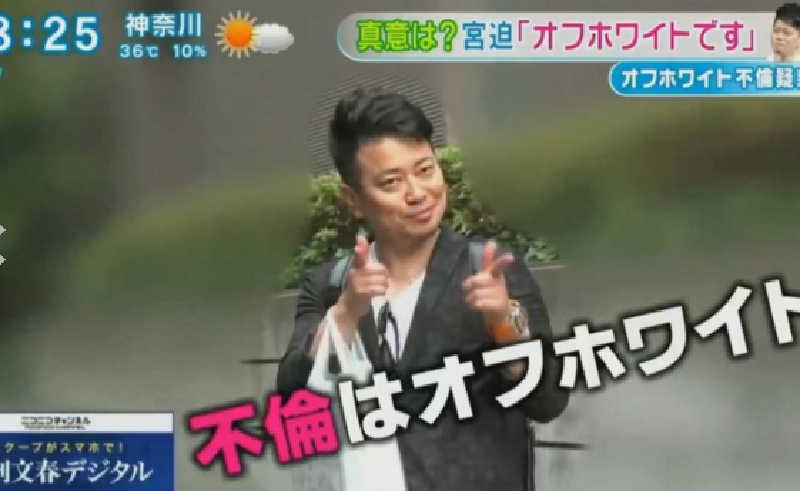 8:25
神奈川
36℃ 10%
真意は?宮迫「オフホワイトです」
オフホワイト不倫疑
不倫はオフホワイト
ニコニコチャンネル
クープがスマホで!
刊文春デジタル